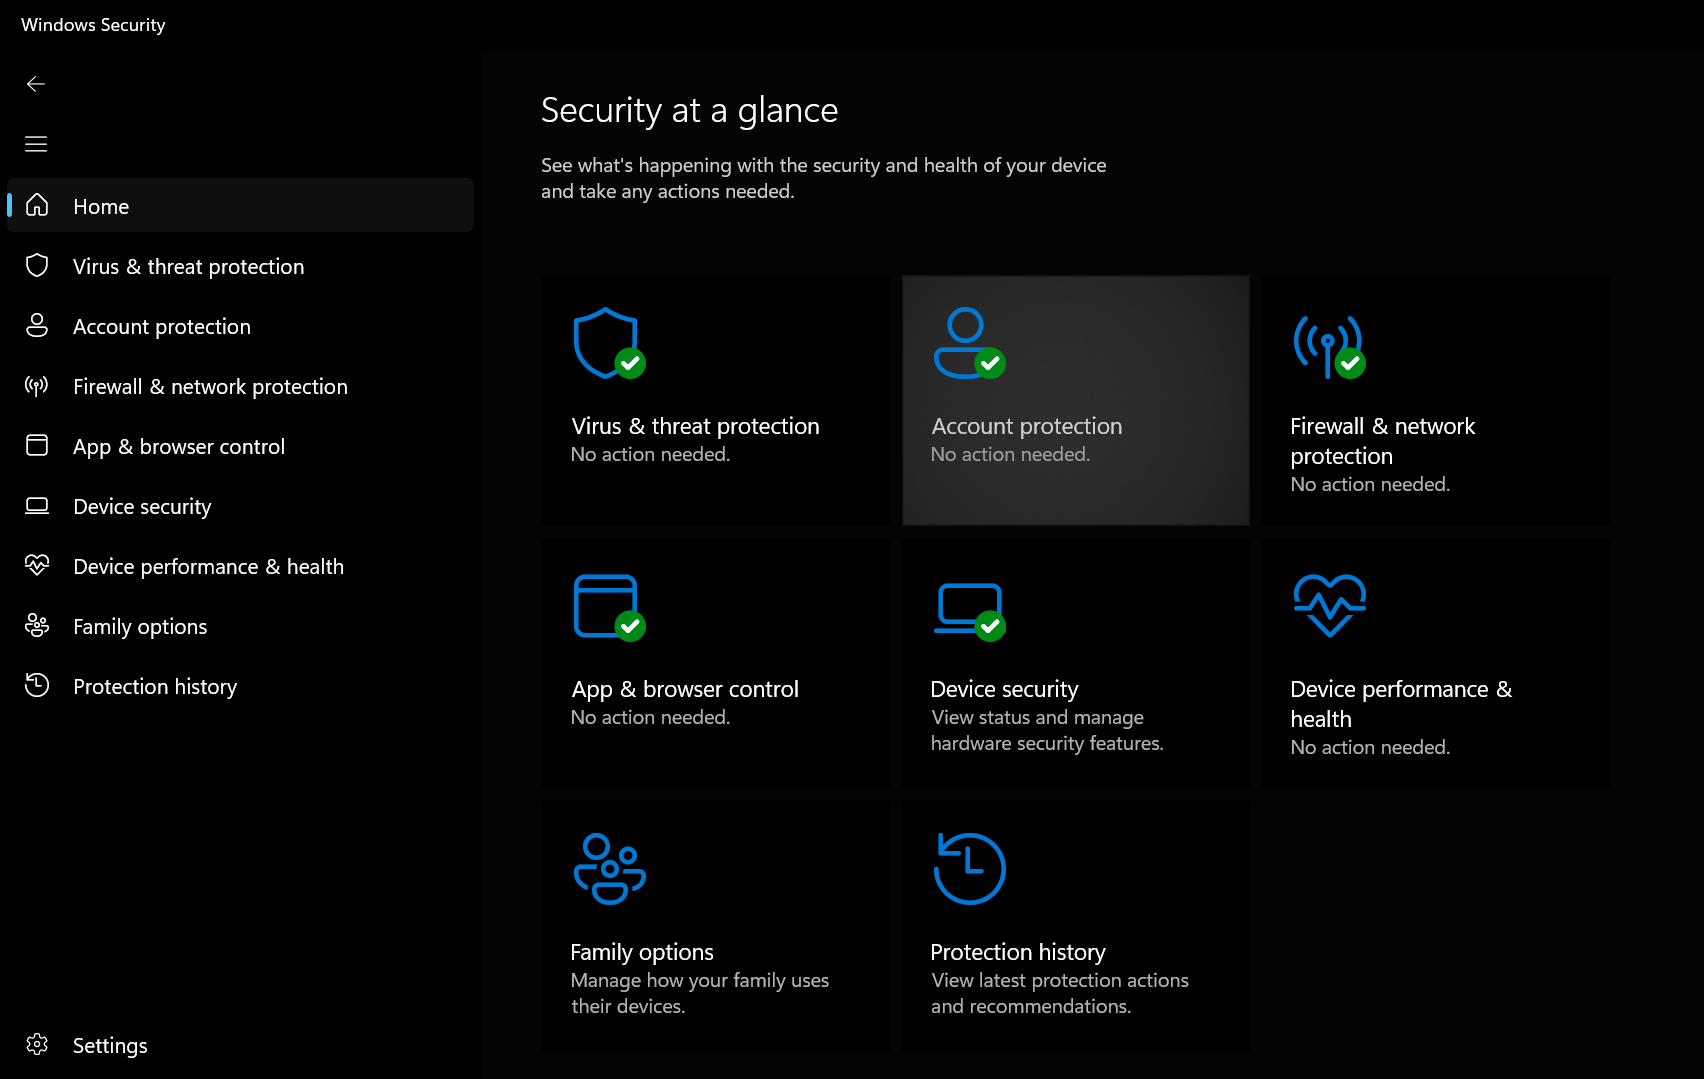 Windows Security
Home
Virus & threat protection
Account protection
Firewall & network protection
App & browser control
Device security
Device performance & health
Family options
Protection history
Settings
Security at a glance
See what's happening with the security and health of your device
and take any actions needed.
Virus & threat protection
No action needed.
Account protection
No action needed.
Firewall & network
protection
No action needed.
App & browser control
No action needed.
Device security
View status and manage
hardware security features.
Device performance &
health
No action needed.
Family options
Manage how your family uses
their devices.
Protection history
View latest protection actions
and recommendations.